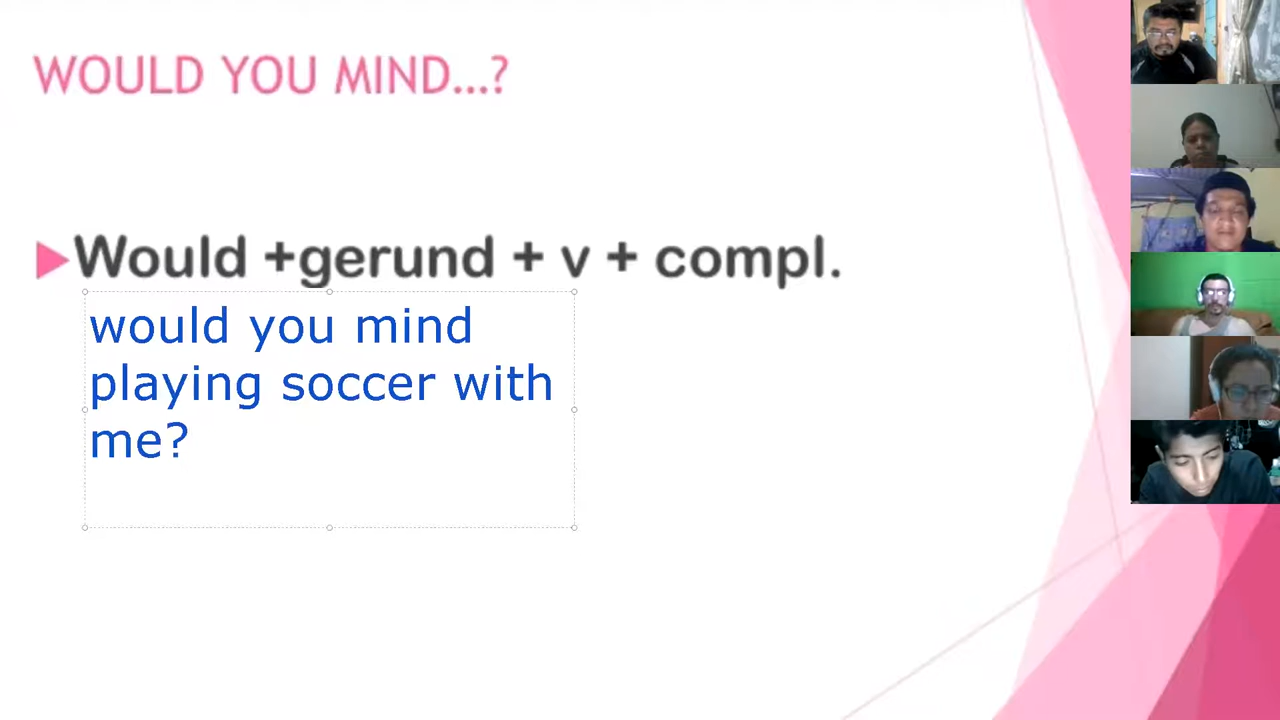 WOULD YOU MIND...?
Would +gerund + v + compl.
would you mind
playing soccer with
me?